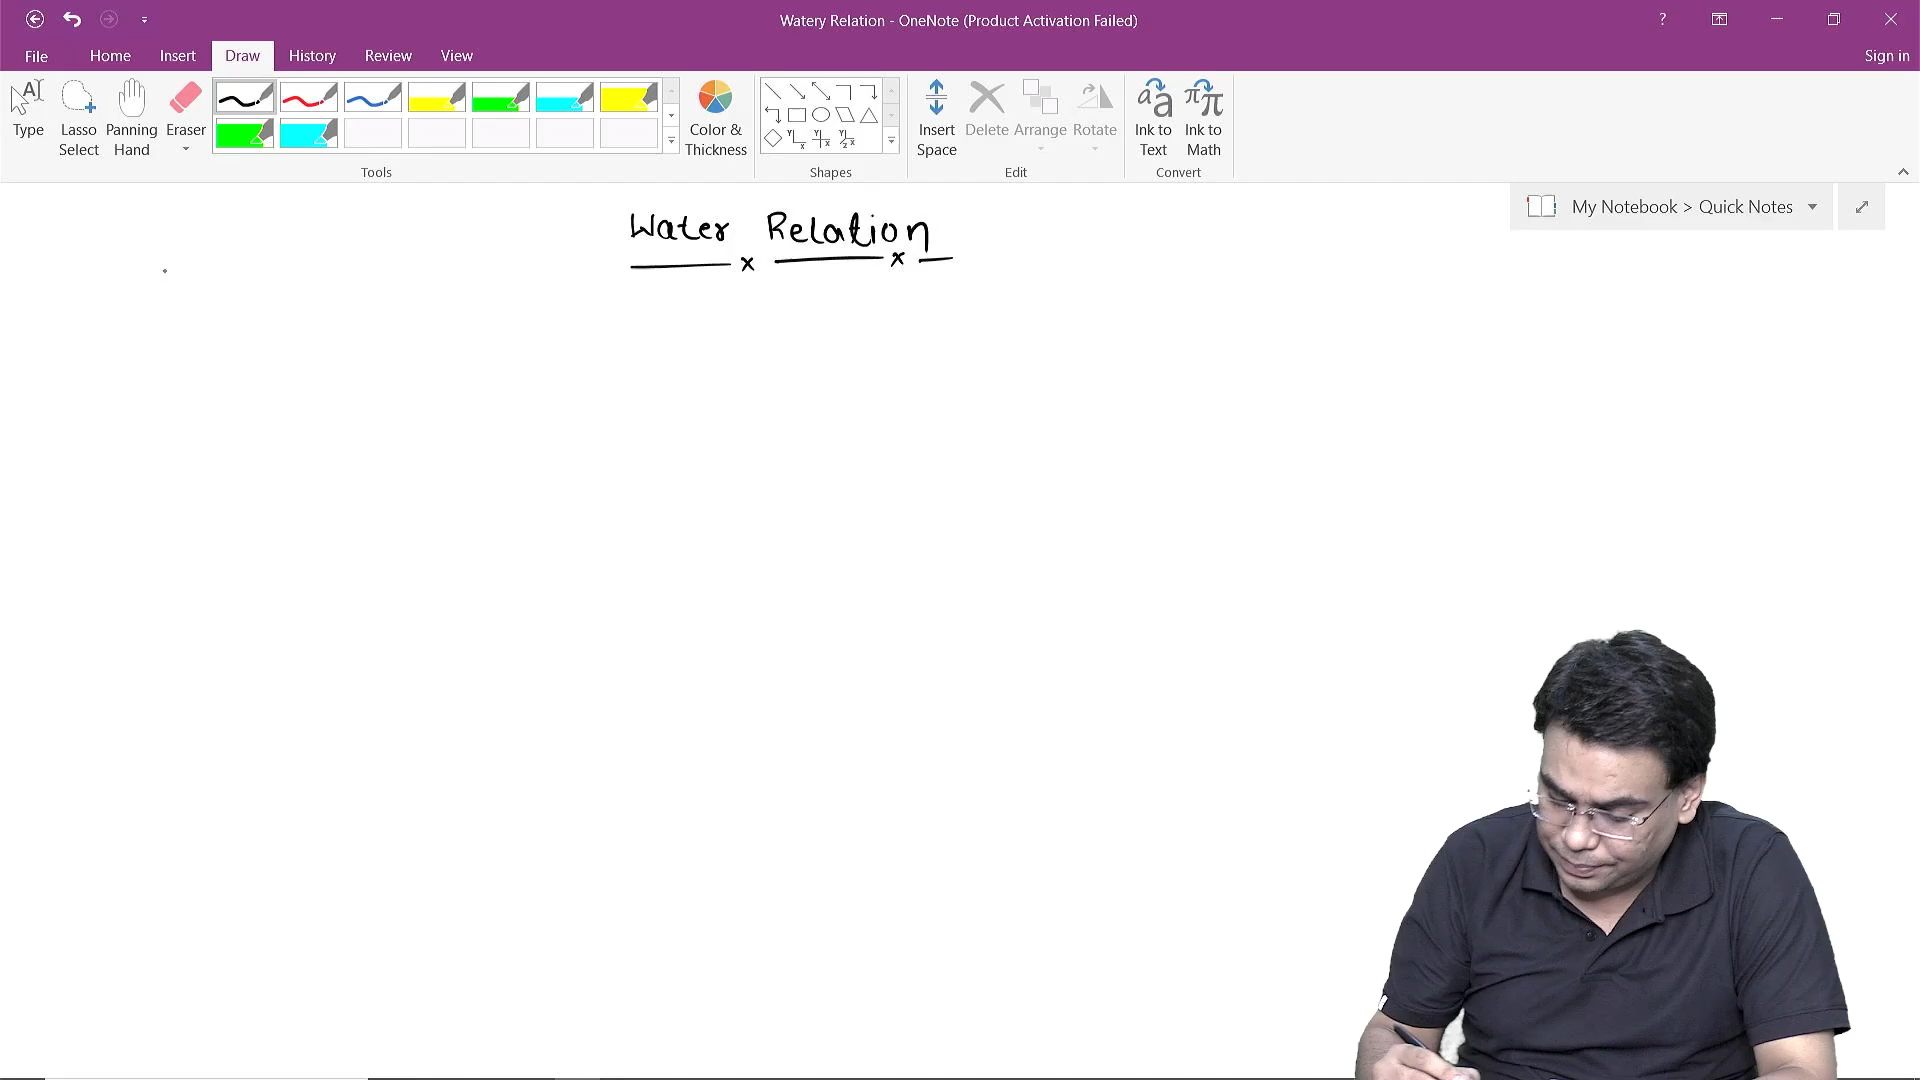 Watery Relation - OneNote (Product Activation Failed)
?
File Home Insert Draw History Review View Sign in
Type
Lasso Select
Panning Hand
Eraser
Color & Thickness
Insert Space
Delete
Arrange
Rotate
Ink to Text
Ink to Math
Tools Shapes Edit Convert
My Notebook > Quick Notes
Water Relation